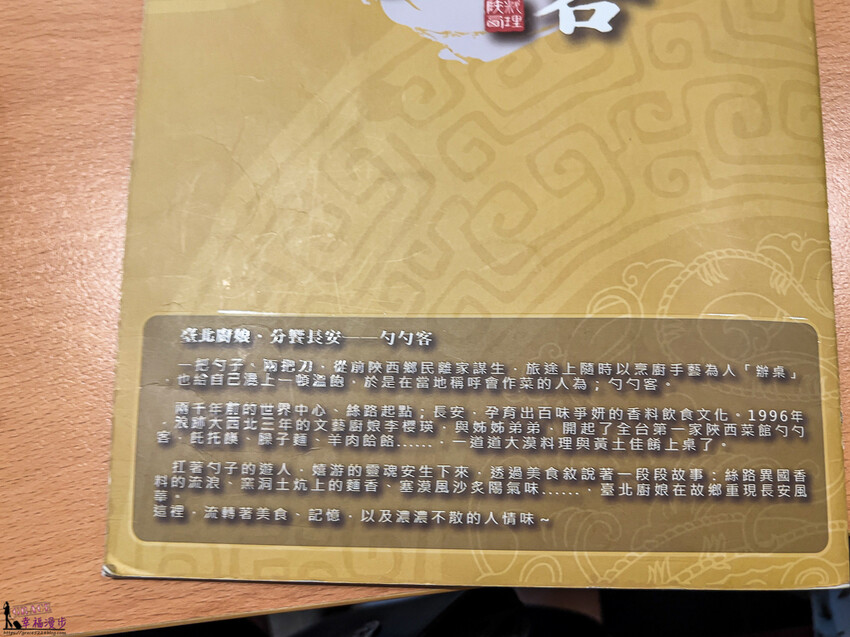 客
陝西
料理
臺北廚娘、分饗長安──勺勺客
一把勺子、兩把刀，從前陝西鄉民離家謀生，旅途上隨時以烹廚手藝為人「辦桌」
，也給自己混上一頓溫飽，於是在當地稱呼會作菜的人為；勺勺客。
兩千年前的世界中心、絲路起點；長安，孕育出百味爭妍的香料飲食文化。1996年
，浪跡大西北三年的文藝廚娘李櫻瑛，與姊姊弟弟，開起了全台第一家陝西菜館勺勺
客，飥托饃、臊子麵、羊肉餄餎......，一道道大漠料理與黃土佳餚上桌了。
扛著勺子的遊人，嬉游的靈魂安生下來，透過美食敘說著一段段故事：絲路異國香
料的流浪、窯洞土炕上的麵香、塞漠風沙炙陽氣味......，臺北廚娘在故鄉重現長安風
華。
這裡，流轉著美食、記憶，以及濃濃不散的人情味～
幸福漫步